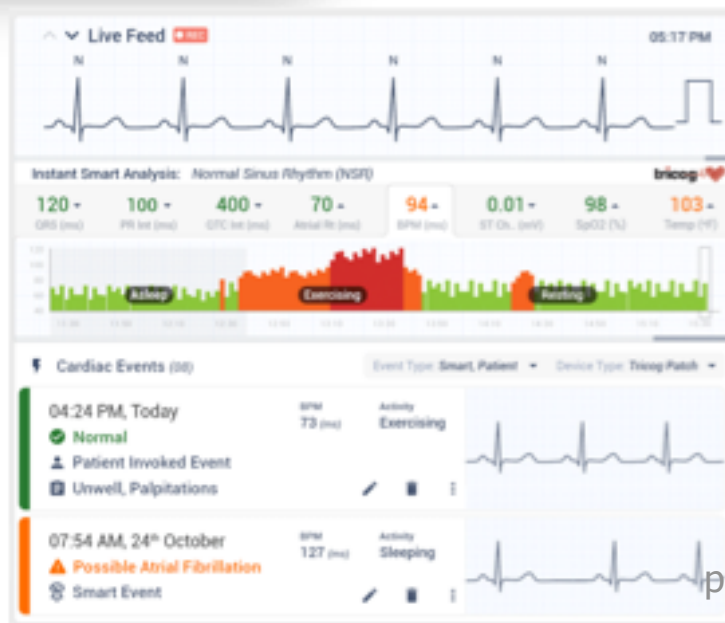 Live Feed REC 05:17 PM
N N N N N N
Instant Smart Analysis: Normal Sinus Rhythm (NSR) tricog
120 100 400 70 94 0.01 98 103
QRS (ms) PR Int (ms) QTC Int (ms) Atrial Rt (ms) BPM (ms) ST Ch.. (mV) SpO2 (%) Temp (°F)
Asleep Exercising Resting
Cardiac Events (08) Event Type: Smart, Patient Device Type: Tricog Patch
04:24 PM, Today BPM Activity
Normal 73 (ms) Exercising
Patient Invoked Event
Unwell, Palpitations
07:54 AM, 24th October BPM Activity
Possible Atrial Fibrillation 127 (ms) Sleeping
Smart Event
p